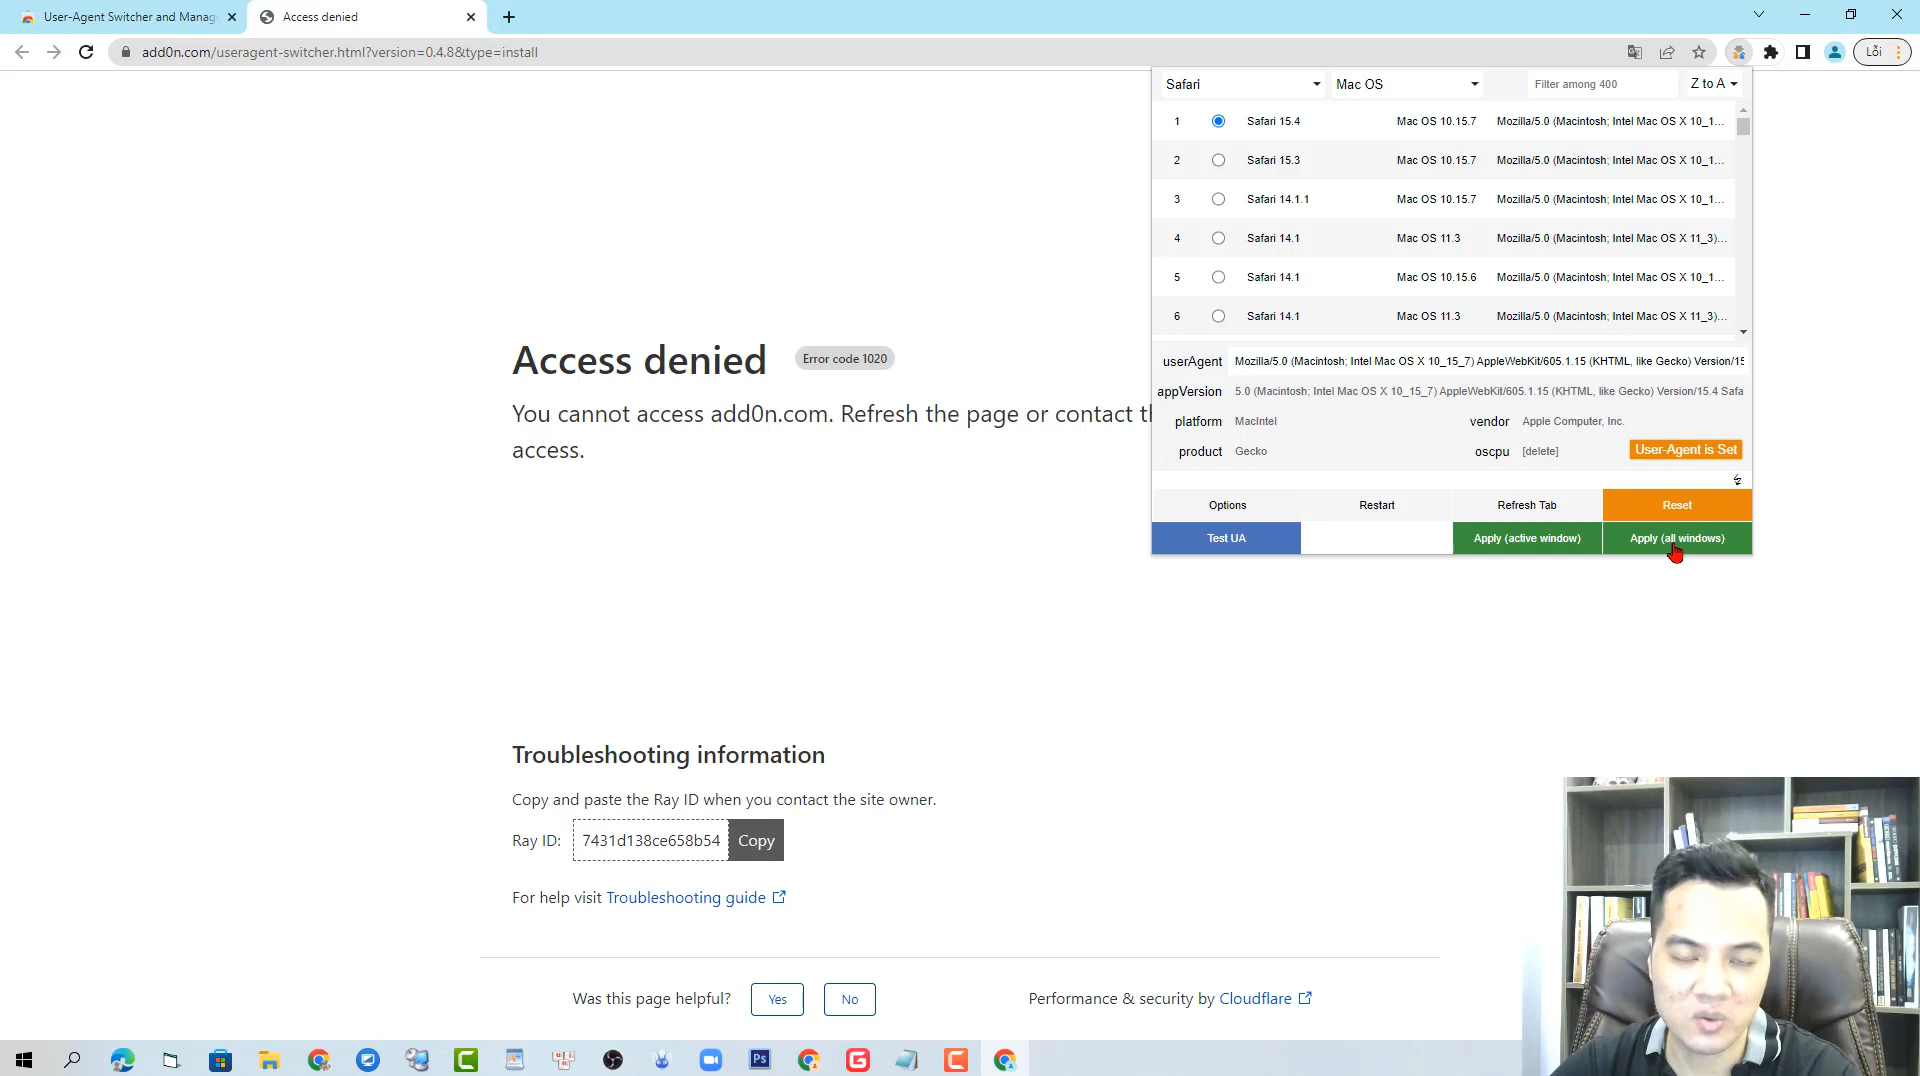 User-Agent Switcher and Manag
Access denied
add0n.com/useragent-switcher.html?version=0.4.8&type=install
Lỗi
Safari
Mac OS
Filter among 400
Z to A
1 Safari 15.4 Mac OS 10.15.7 Mozilla/5.0 (Macintosh; Intel Mac OS X 10_1...
2 Safari 15.3 Mac OS 10.15.7 Mozilla/5.0 (Macintosh; Intel Mac OS X 10_1...
3 Safari 14.1.1 Mac OS 10.15.7 Mozilla/5.0 (Macintosh; Intel Mac OS X 10_1...
4 Safari 14.1 Mac OS 11.3 Mozilla/5.0 (Macintosh; Intel Mac OS X 11_3)...
5 Safari 14.1 Mac OS 10.15.6 Mozilla/5.0 (Macintosh; Intel Mac OS X 10_1...
6 Safari 14.1 Mac OS 11.3 Mozilla/5.0 (Macintosh; Intel Mac OS X 11_3)...
userAgent Mozilla/5.0 (Macintosh; Intel Mac OS X 10_15_7) AppleWebKit/605.1.15 (KHTML, like Gecko) Version/15
appVersion 5.0 (Macintosh; Intel Mac OS X 10_15_7) AppleWebKit/605.1.15 (KHTML, like Gecko) Version/15.4 Safa
platform MacIntel vendor Apple Computer, Inc.
product Gecko oscpu [delete]
User-Agent is Set
Options Restart Refresh Tab Reset
Test UA Apply (active window) Apply (all windows)
Access denied Error code 1020
You cannot access add0n.com. Refresh the page or contact th
access.
Troubleshooting information
Copy and paste the Ray ID when you contact the site owner.
Ray ID: 7431d138ce658b54 Copy
For help visit Troubleshooting guide
Was this page helpful? Yes No
Performance & security by Cloudflare
Ps